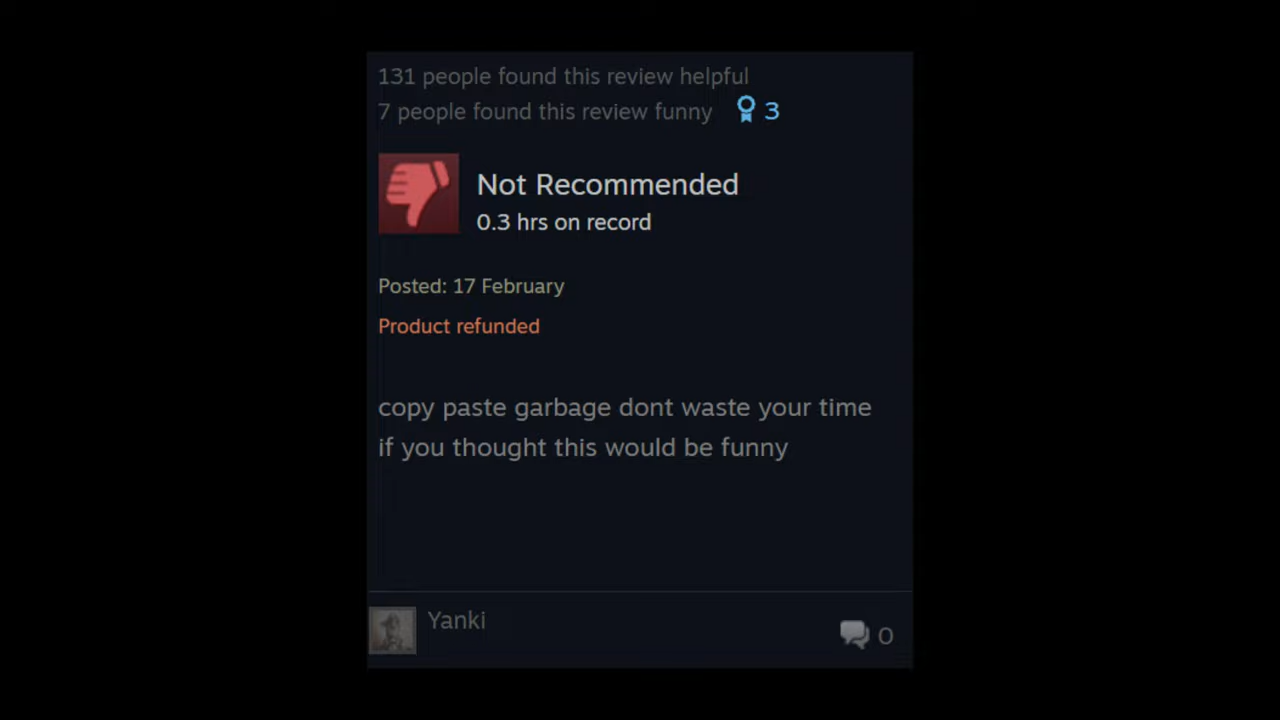 131 people found this review helpful
7 people found this review funny 3
Not Recommended
0.3 hrs on record
Posted: 17 February
Product refunded
copy paste garbage dont waste your time
if you thought this would be funny
Yanki
0